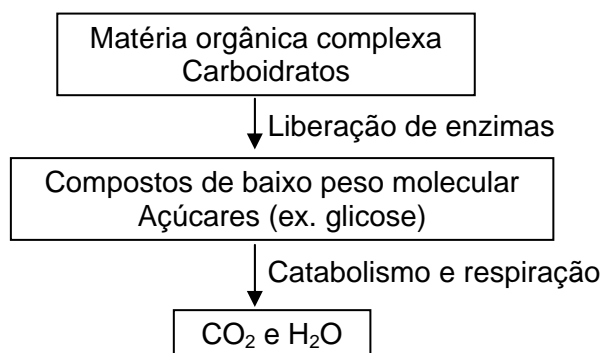 Matéria orgânica complexa
Carboidratos
Liberação de enzimas
Compostos de baixo peso molecular
Açúcares (ex. glicose)
Catabolismo e respiração
CO₂ e H₂O